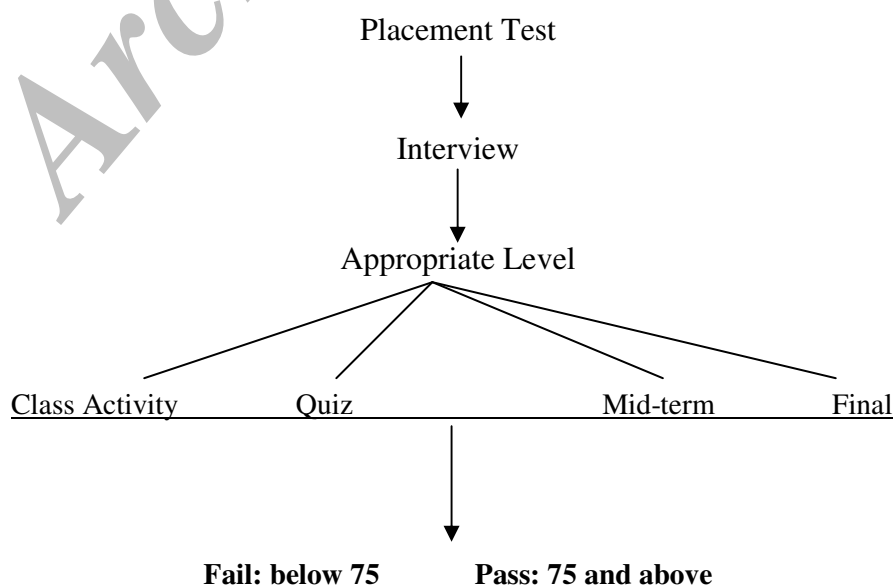 Placement Test
Interview
Appropriate Level
Class Activity Quiz Mid-term Final
Fail: below 75 Pass: 75 and above